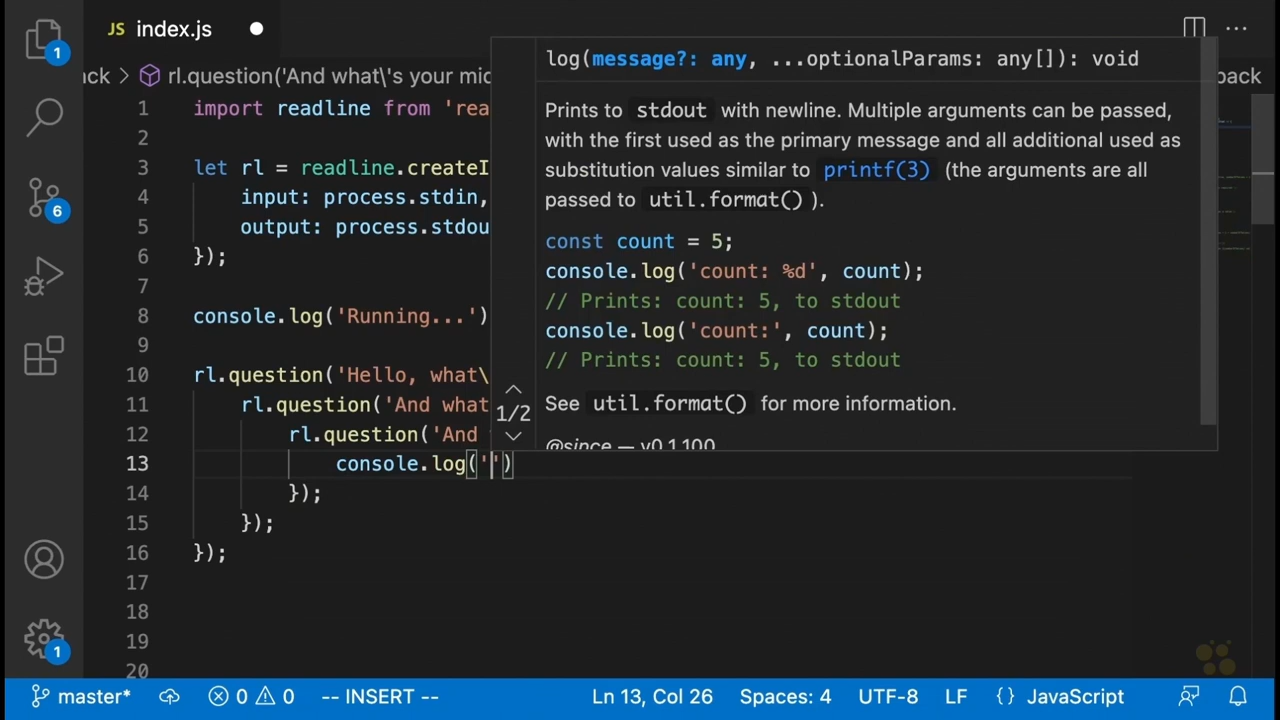 JS index.js
1
ack > rl.question('And what\'s your mid
back
log(message?: any, ...optionalParams: any[]): void
Prints to stdout with newline. Multiple arguments can be passed,
with the first used as the primary message and all additional used as
substitution values similar to printf(3) (the arguments are all
passed to util.format() ).
const count = 5;
console.log('count: %d', count);
// Prints: count: 5, to stdout
console.log('count:', count);
// Prints: count: 5, to stdout
See util.format() for more information.
@since — v0.1.100
1/2
1 import readline from 'rea
2
3 let rl = readline.createI
4 input: process.stdin,
5 output: process.stdou
6 });
7
8 console.log('Running...')
9
10 rl.question('Hello, what\
11 rl.question('And what
12 rl.question('And
13 console.log('')
14 });
15 });
16 });
17
18
19
20
6
1
master* 0 0 -- INSERT -- Ln 13, Col 26 Spaces: 4 UTF-8 LF {} JavaScript